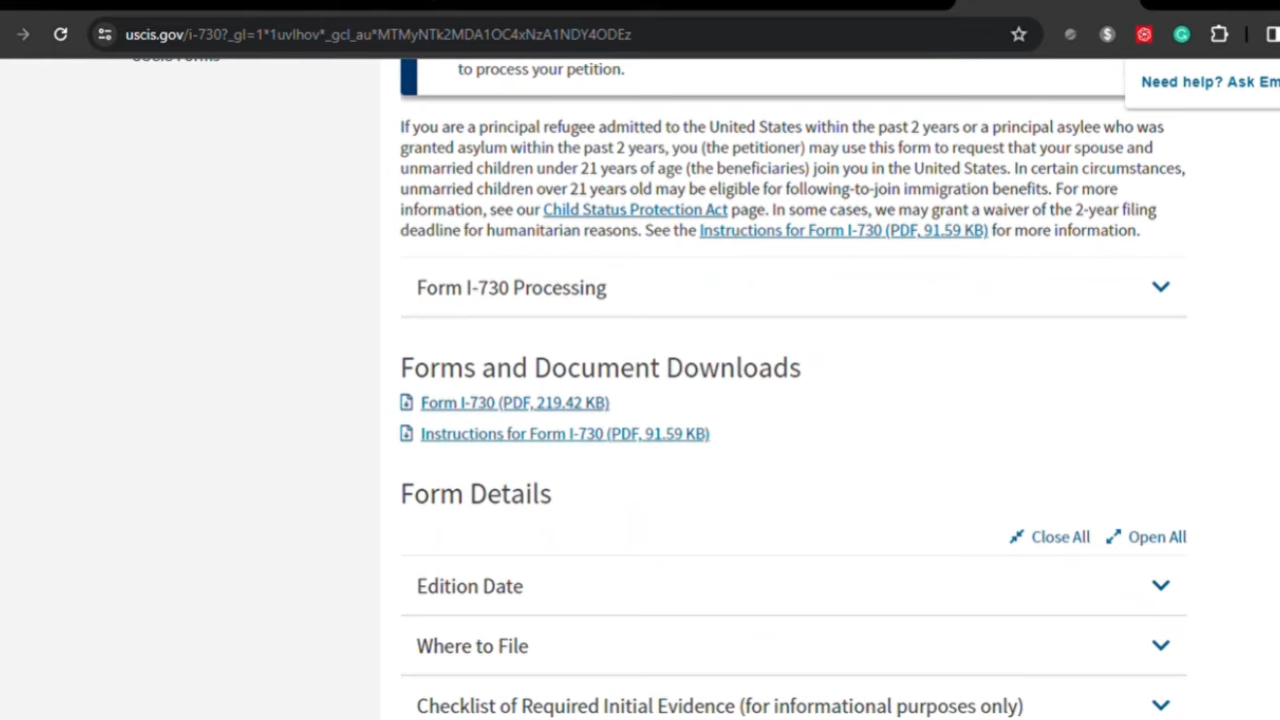 uscis.gov/i-730?_gl=1*1uvlhov*_gcl_au*MTMyNTk2MDA1OC4xNzA1NDY4ODEz
USCIS Forms
to process your petition.
Need help? Ask Em
If you are a principal refugee admitted to the United States within the past 2 years or a principal asylee who was
granted asylum within the past 2 years, you (the petitioner) may use this form to request that your spouse and
unmarried children under 21 years of age (the beneficiaries) join you in the United States. In certain circumstances,
unmarried children over 21 years old may be eligible for following-to-join immigration benefits. For more
information, see our Child Status Protection Act page. In some cases, we may grant a waiver of the 2-year filing
deadline for humanitarian reasons. See the Instructions for Form I-730 (PDF, 91.59 KB) for more information.
Form I-730 Processing
Forms and Document Downloads
Form I-730 (PDF, 219.42 KB)
Instructions for Form I-730 (PDF, 91.59 KB)
Form Details
Close All Open All
Edition Date
Where to File
Checklist of Required Initial Evidence (for informational purposes only)